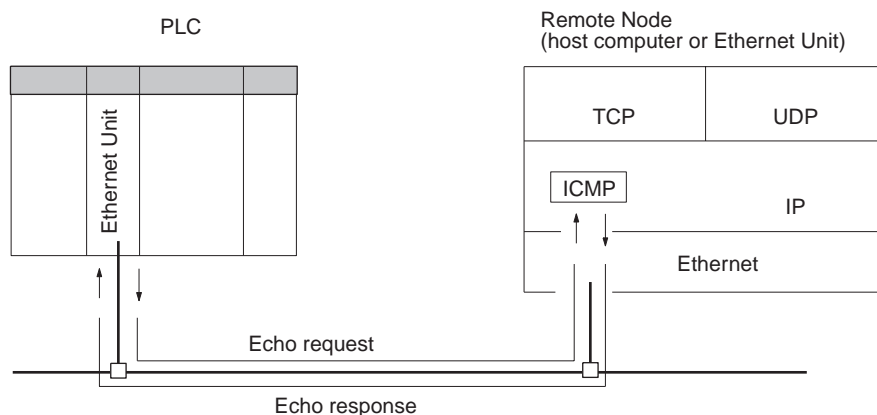 PLC
Remote Node
(host computer or Ethernet Unit)
Ethernet Unit
TCP
UDP
ICMP
IP
Ethernet
Echo request
Echo response